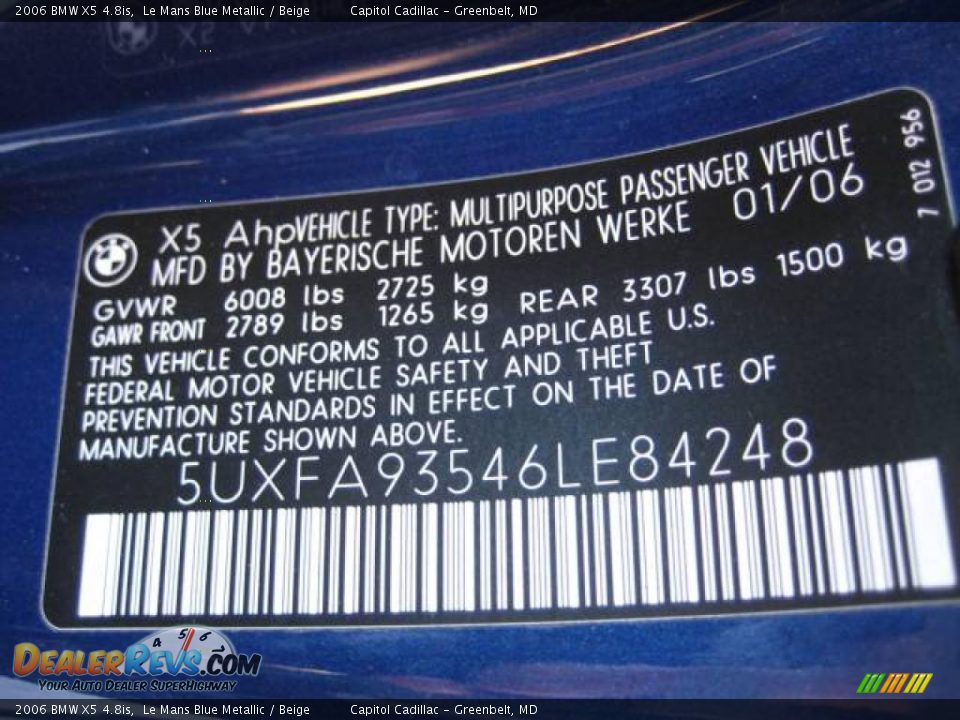 2006 BMW X5 4.8is, Le Mans Blue Metallic / Beige Capitol Cadillac - Greenbelt, MD
7 012 956
X5 AhpVEHICLE TYPE: MULTIPURPOSE PASSENGER VEHICLE
MFD BY BAYERISCHE MOTOREN WERKE 01/06
GVWR 6008 lbs 2725 kg
GAWR FRONT 2789 lbs 1265 kg REAR 3307 lbs 1500 kg
THIS VEHICLE CONFORMS TO ALL APPLICABLE U.S.
FEDERAL MOTOR VEHICLE SAFETY AND THEFT
PREVENTION STANDARDS IN EFFECT ON THE DATE OF
MANUFACTURE SHOWN ABOVE.
5UXFA93546LE84248
4 5 6
DEALERREVS.COM
YOUR AUTO DEALER SUPERHIGHWAY
2006 BMW X5 4.8is, Le Mans Blue Metallic / Beige Capitol Cadillac - Greenbelt, MD